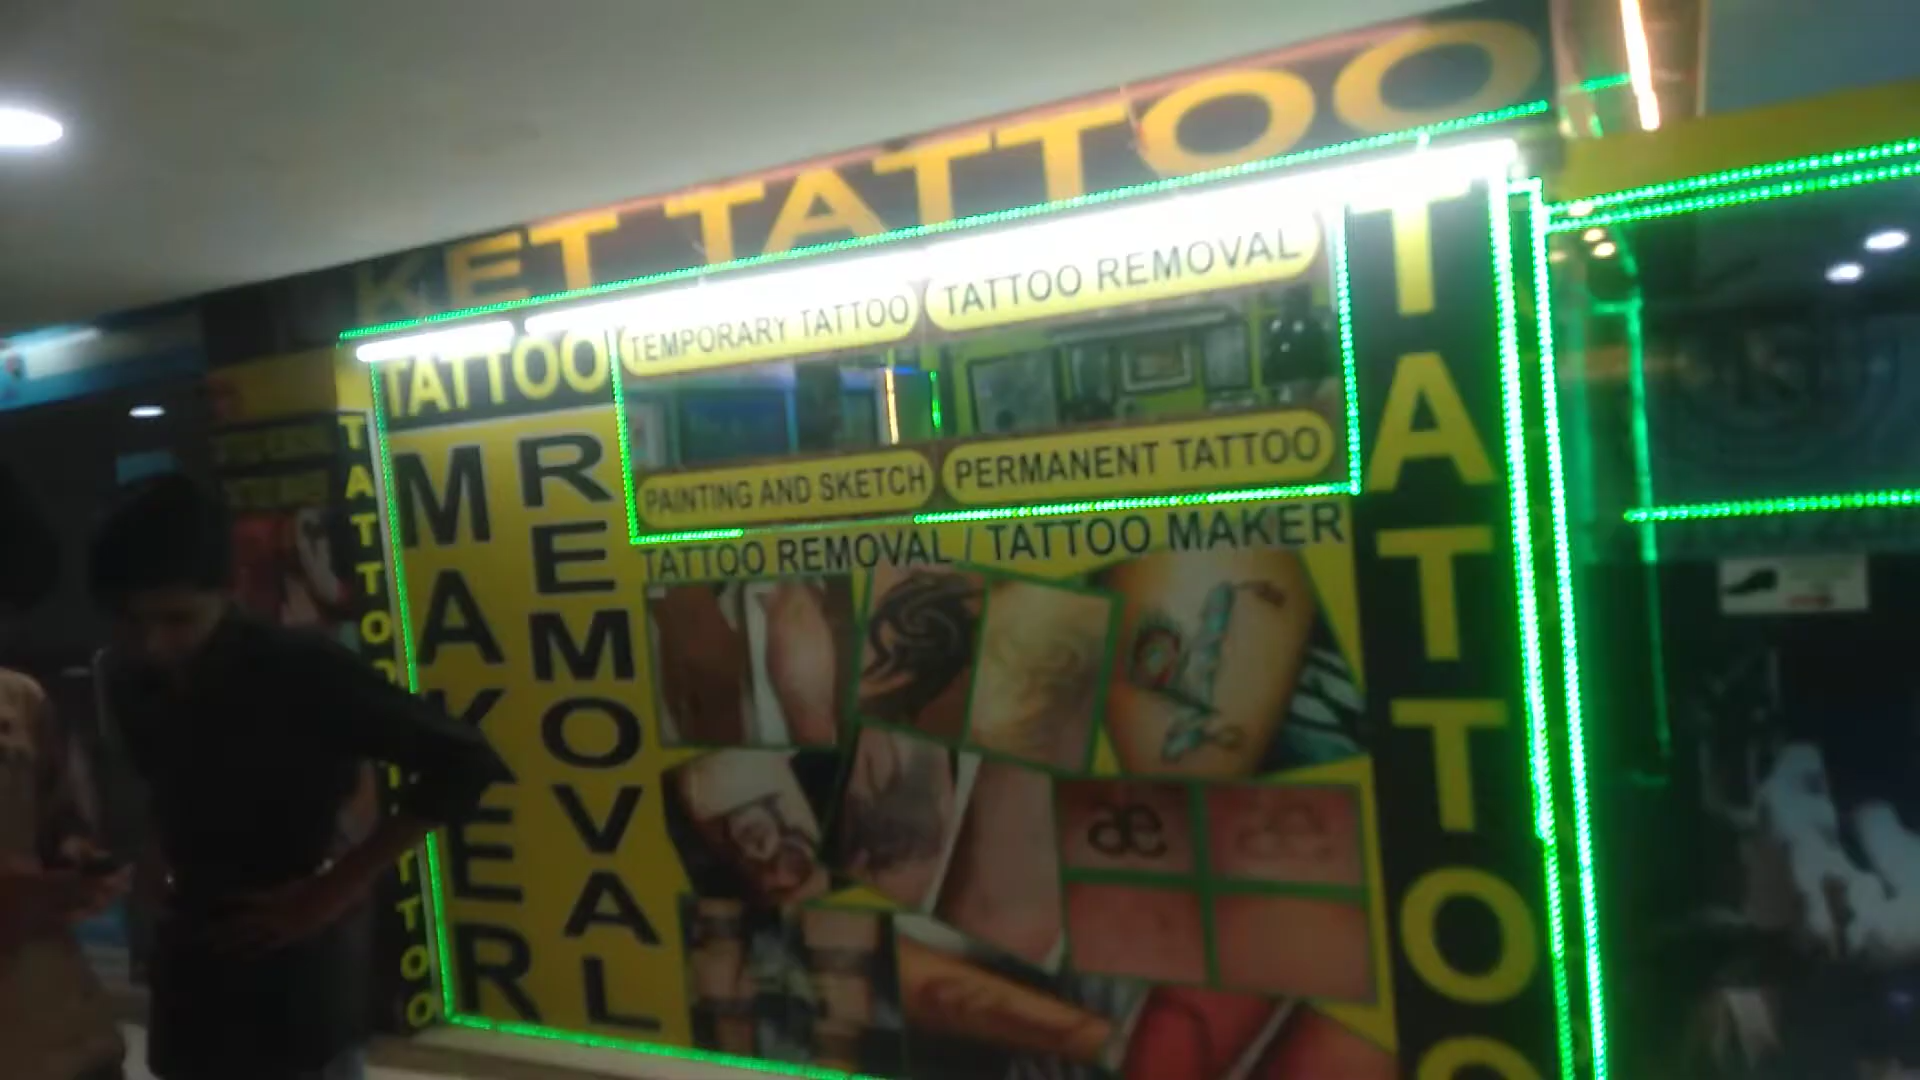 KET TATTOO
TEMPORARY TATTOO
TATTOO REMOVAL
TATTOO
MAKER
REMOVAL
PAINTING AND SKETCH
PERMANENT TATTOO
TATTOO REMOVAL / TATTOO MAKER
TATTOO
TATTOO
TATTOO
æ
æ